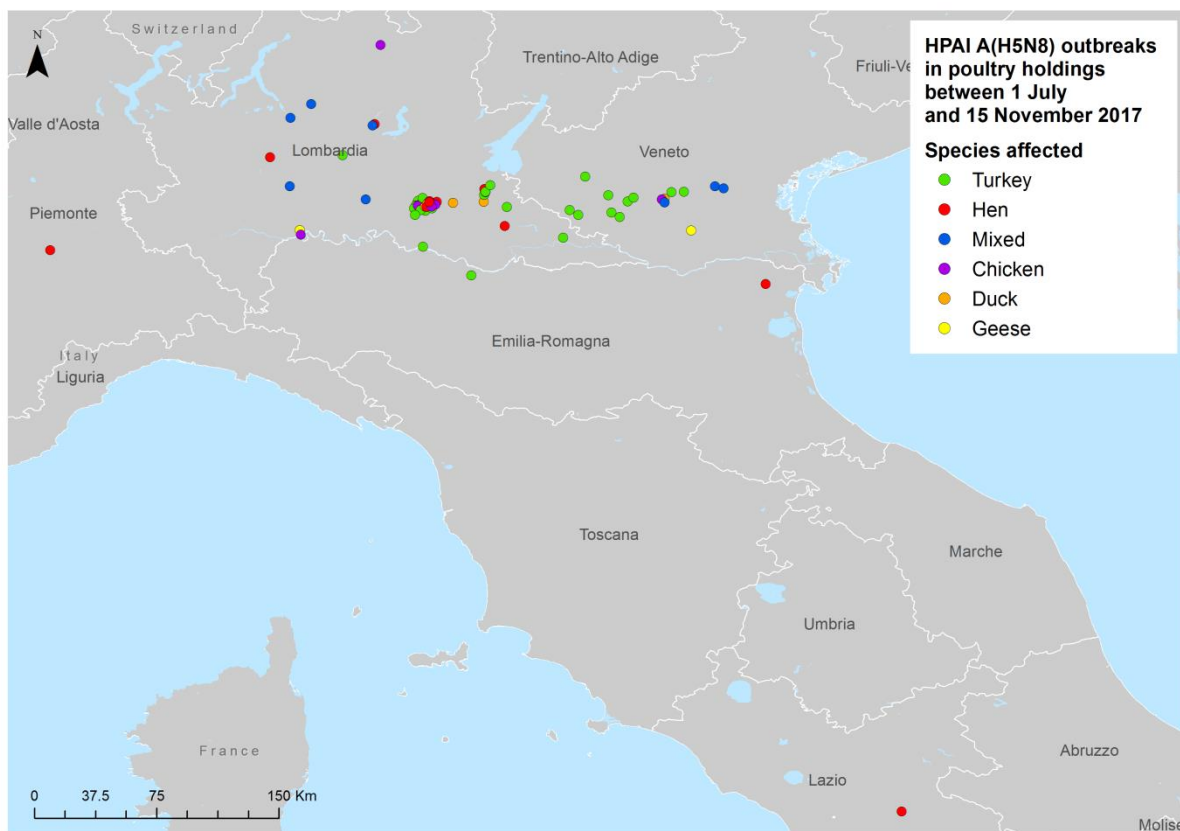 Switzerland
N
Trentino-Alto Adige
Friuli-Ve
HPAI A(H5N8) outbreaks
in poultry holdings
between 1 July
and 15 November 2017
Species affected
Turkey
Hen
Mixed
Chicken
Duck
Geese
Valle d'Aosta
Lombardia
Veneto
Piemonte
Emilia-Romagna
Italy
Liguria
Toscana
Marche
Umbria
France
Abruzzo
Lazio
Molise
0 37.5 75 150 Km